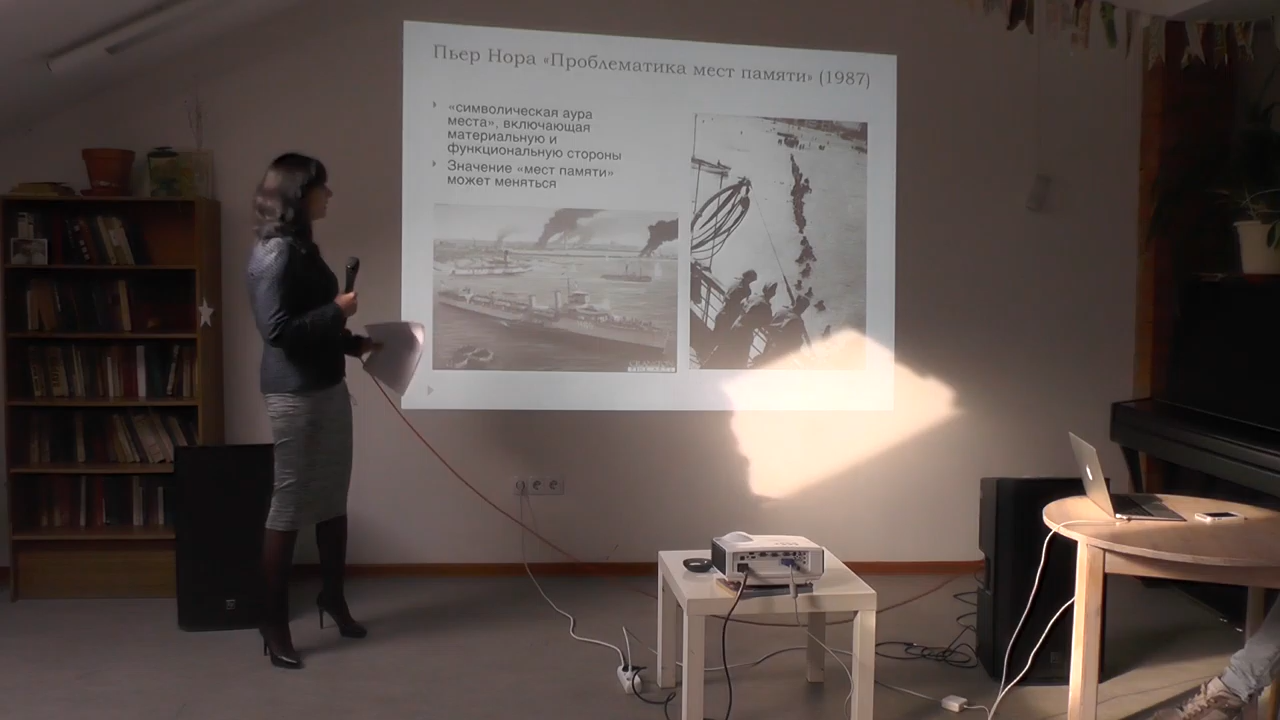 Пьер Нора «Проблематика мест памяти» (1987)
«символическая аура
места», включающая
материальную и
функциональную стороны
Значение «мест памяти»
может меняться